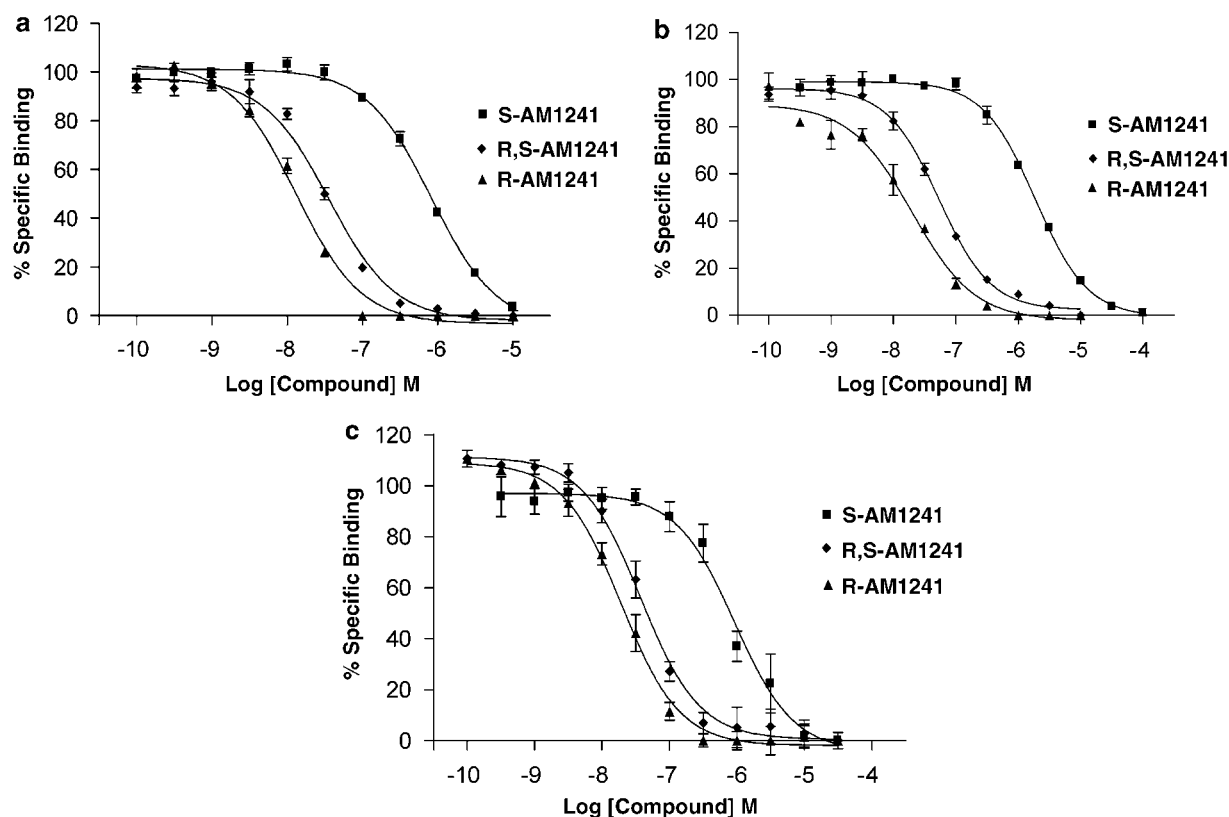 a
120
100
80
60
40
20
0
% Specific Binding
-10 -9 -8 -7 -6 -5
Log [Compound] M
S-AM1241
R,S-AM1241
R-AM1241
b
120
100
80
60
40
20
0
% Specific Binding
-10 -9 -8 -7 -6 -5 -4
Log [Compound] M
S-AM1241
R,S-AM1241
R-AM1241
c
120
100
80
60
40
20
0
% Specific Binding
-10 -9 -8 -7 -6 -5 -4
Log [Compound] M
S-AM1241
R,S-AM1241
R-AM1241